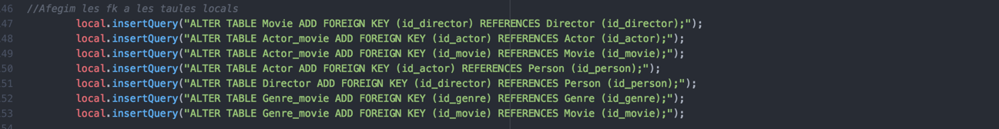 46 //Afegim les fk a les taules locals
47 local.insertQuery("ALTER TABLE Movie ADD FOREIGN KEY (id_director) REFERENCES Director (id_director);");
48 local.insertQuery("ALTER TABLE Actor_movie ADD FOREIGN KEY (id_actor) REFERENCES Actor (id_actor);");
49 local.insertQuery("ALTER TABLE Actor_movie ADD FOREIGN KEY (id_movie) REFERENCES Movie (id_movie);");
50 local.insertQuery("ALTER TABLE Actor ADD FOREIGN KEY (id_actor) REFERENCES Person (id_person);");
51 local.insertQuery("ALTER TABLE Director ADD FOREIGN KEY (id_director) REFERENCES Person (id_person);");
52 local.insertQuery("ALTER TABLE Genre_movie ADD FOREIGN KEY (id_genre) REFERENCES Genre (id_genre);");
53 local.insertQuery("ALTER TABLE Genre_movie ADD FOREIGN KEY (id_movie) REFERENCES Movie (id_movie);");
54